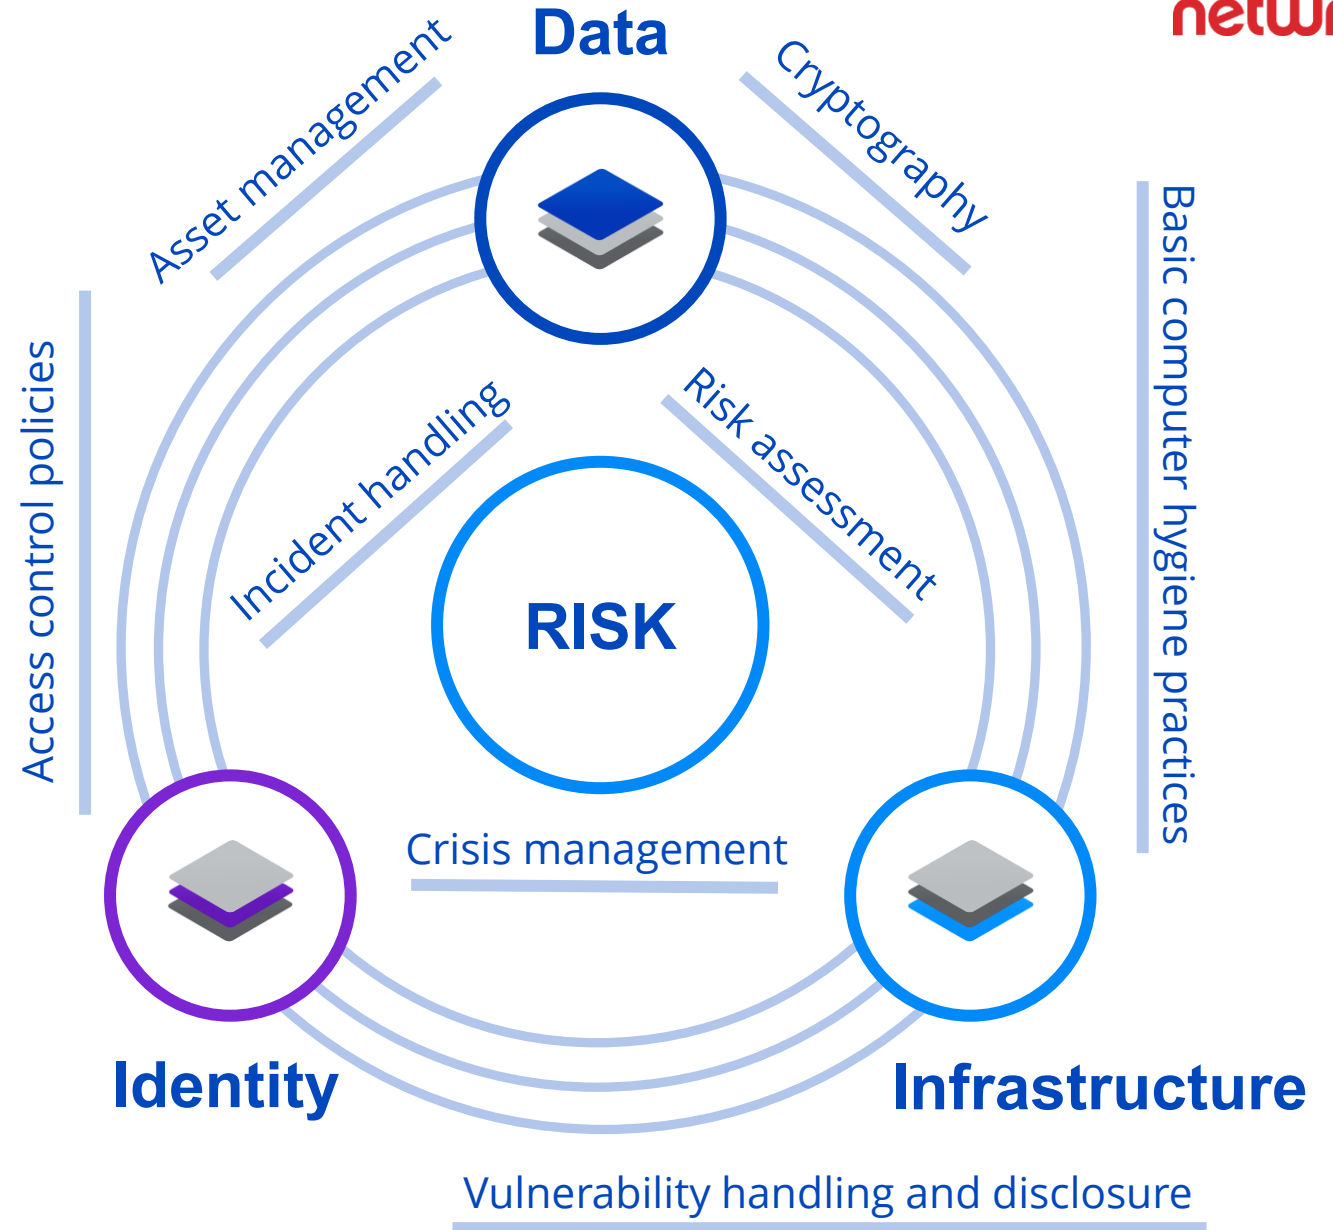 Data
Asset management
Cryptography
Basic computer hygiene practices
Access control policies
Incident handling
Risk assessment
RISK
Crisis management
Identity
Infrastructure
Vulnerability handling and disclosure